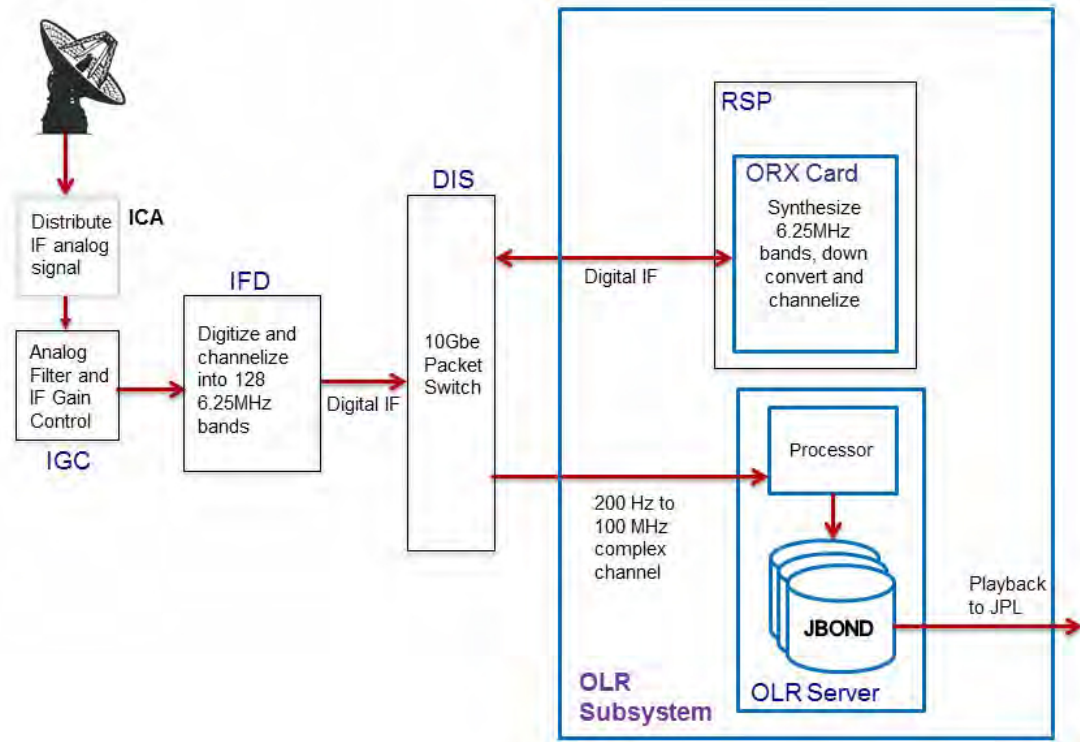 RSP
ORX Card
Synthesize
6.25MHz
bands, down
convert and
channelize
DIS
Distribute
IF analog
signal
ICA
IFD
Digital IF
Digitize and
channelize
into 128
6.25MHz
bands
10Gbe
Packet
Switch
Analog
Filter and
IF Gain
Control
Digital IF
IGC
Processor
200 Hz to
100 MHz
complex
channel
Playback
to JPL
JBOND
OLR
Subsystem
OLR Server